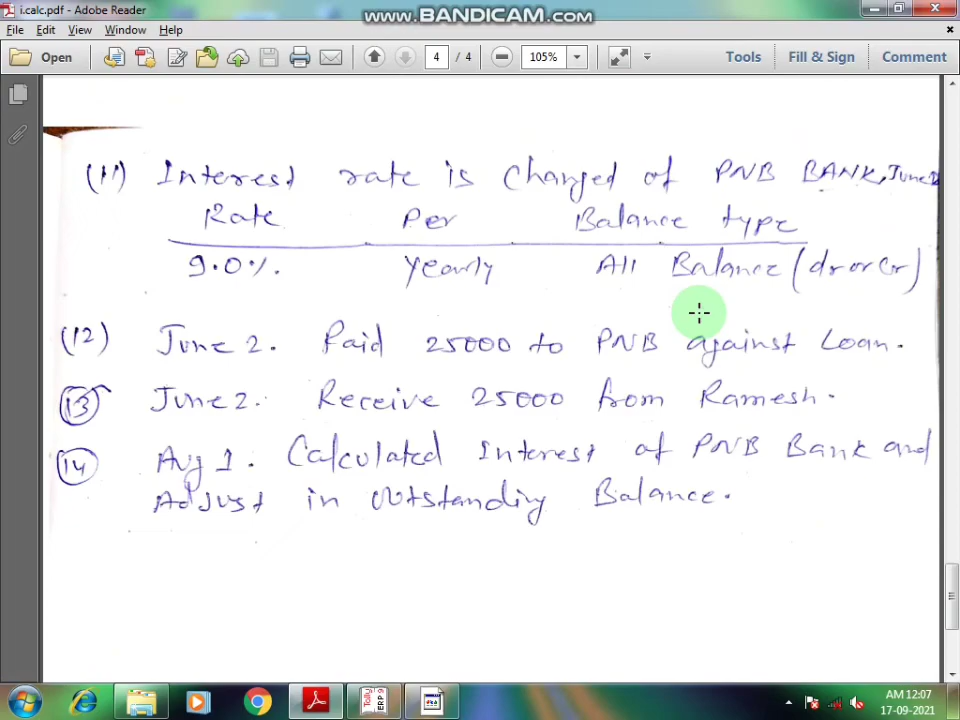 i.calc.pdf - Adobe Reader
www.BANDICAM.com
File Edit View Window Help
Open 4 / 4 105% Tools Fill & Sign Comment
(11) Interest rate is changed of PNB BANK, June 2
Rate Per Balance type
9.0%. Yearly All Balance (dr or Cr)
(12) June 2. Paid 25000 to PNB against Loan.
(13) June 2. Receive 25000 from Ramesh.
(14) Aug 1. Calculated Interest of PNB Bank and
Adjust in Outstanding Balance.
Tally
ERP 9
AM 12:07
17-09-2021